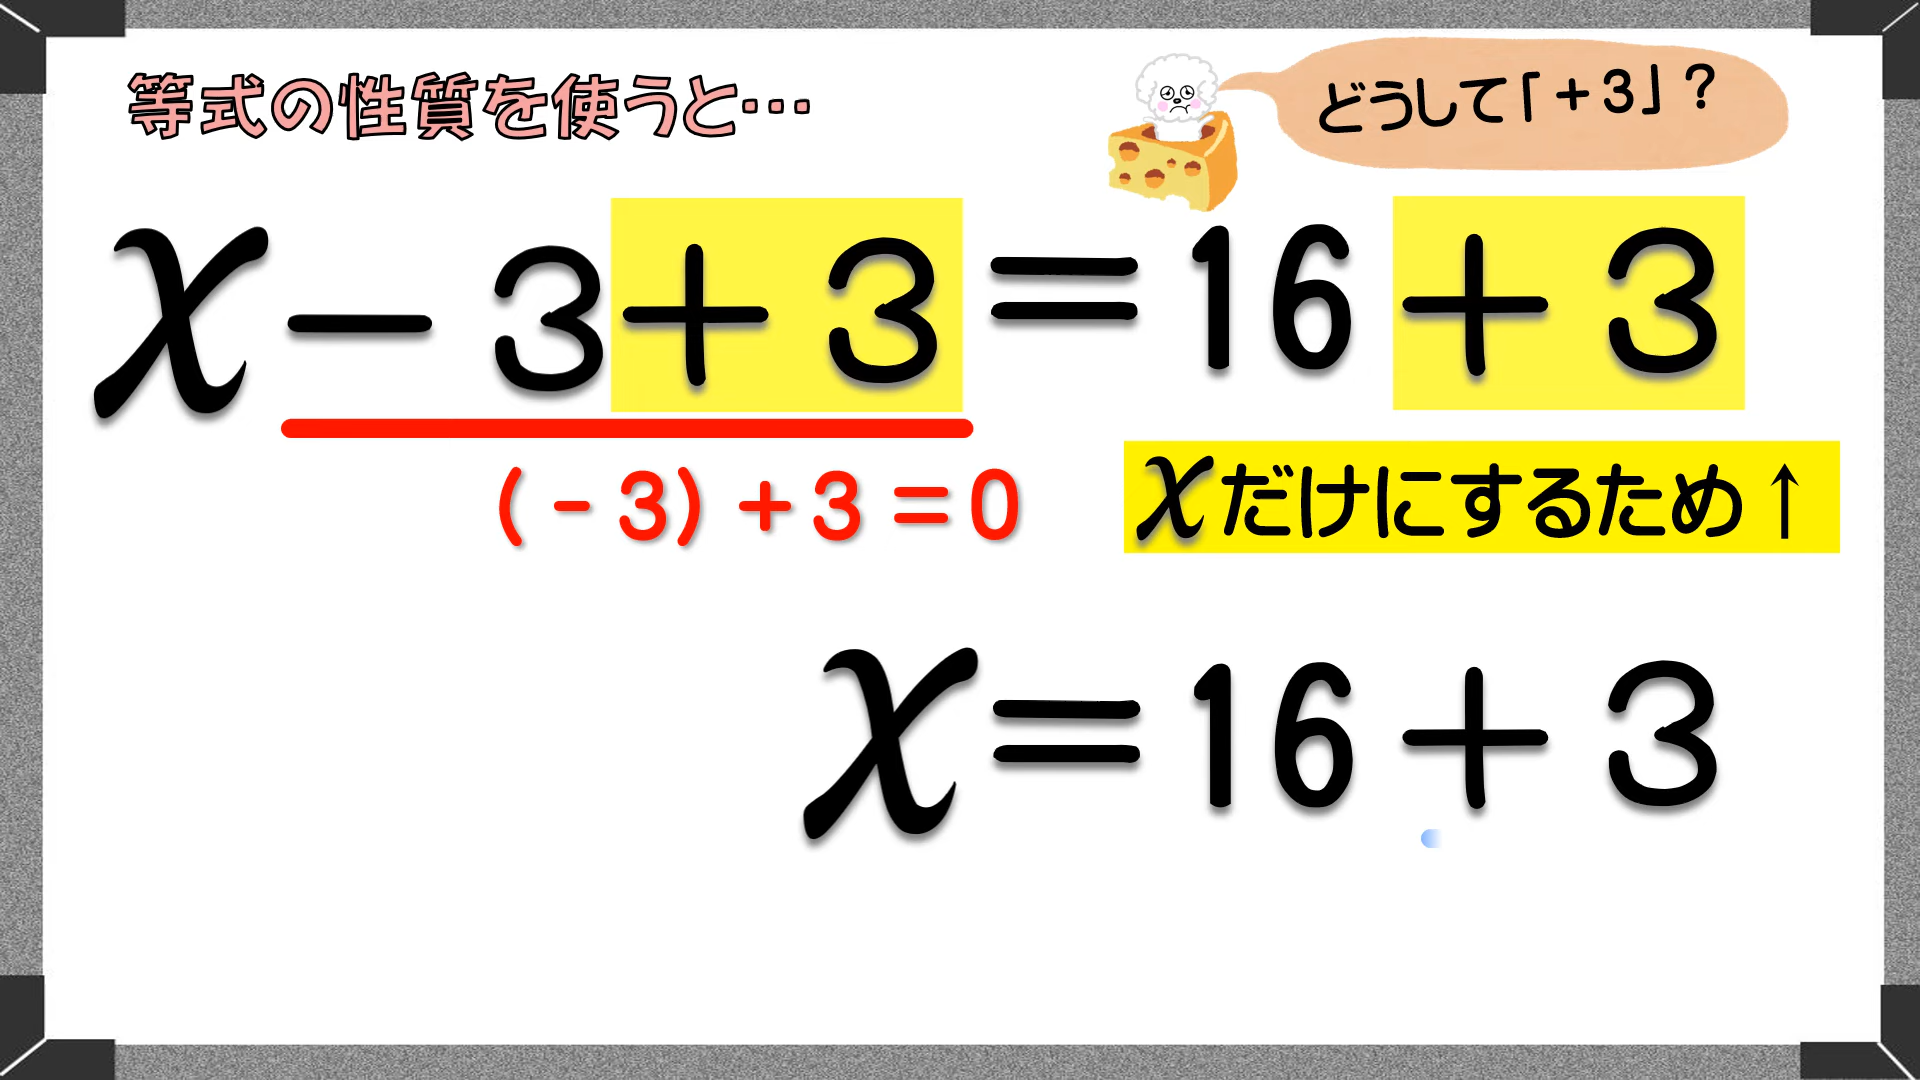 等式の性質を使うと…
どうして「+3」?
x-3+3=16+3
(-3)+3=0
xだけにするため↑
x=16+3